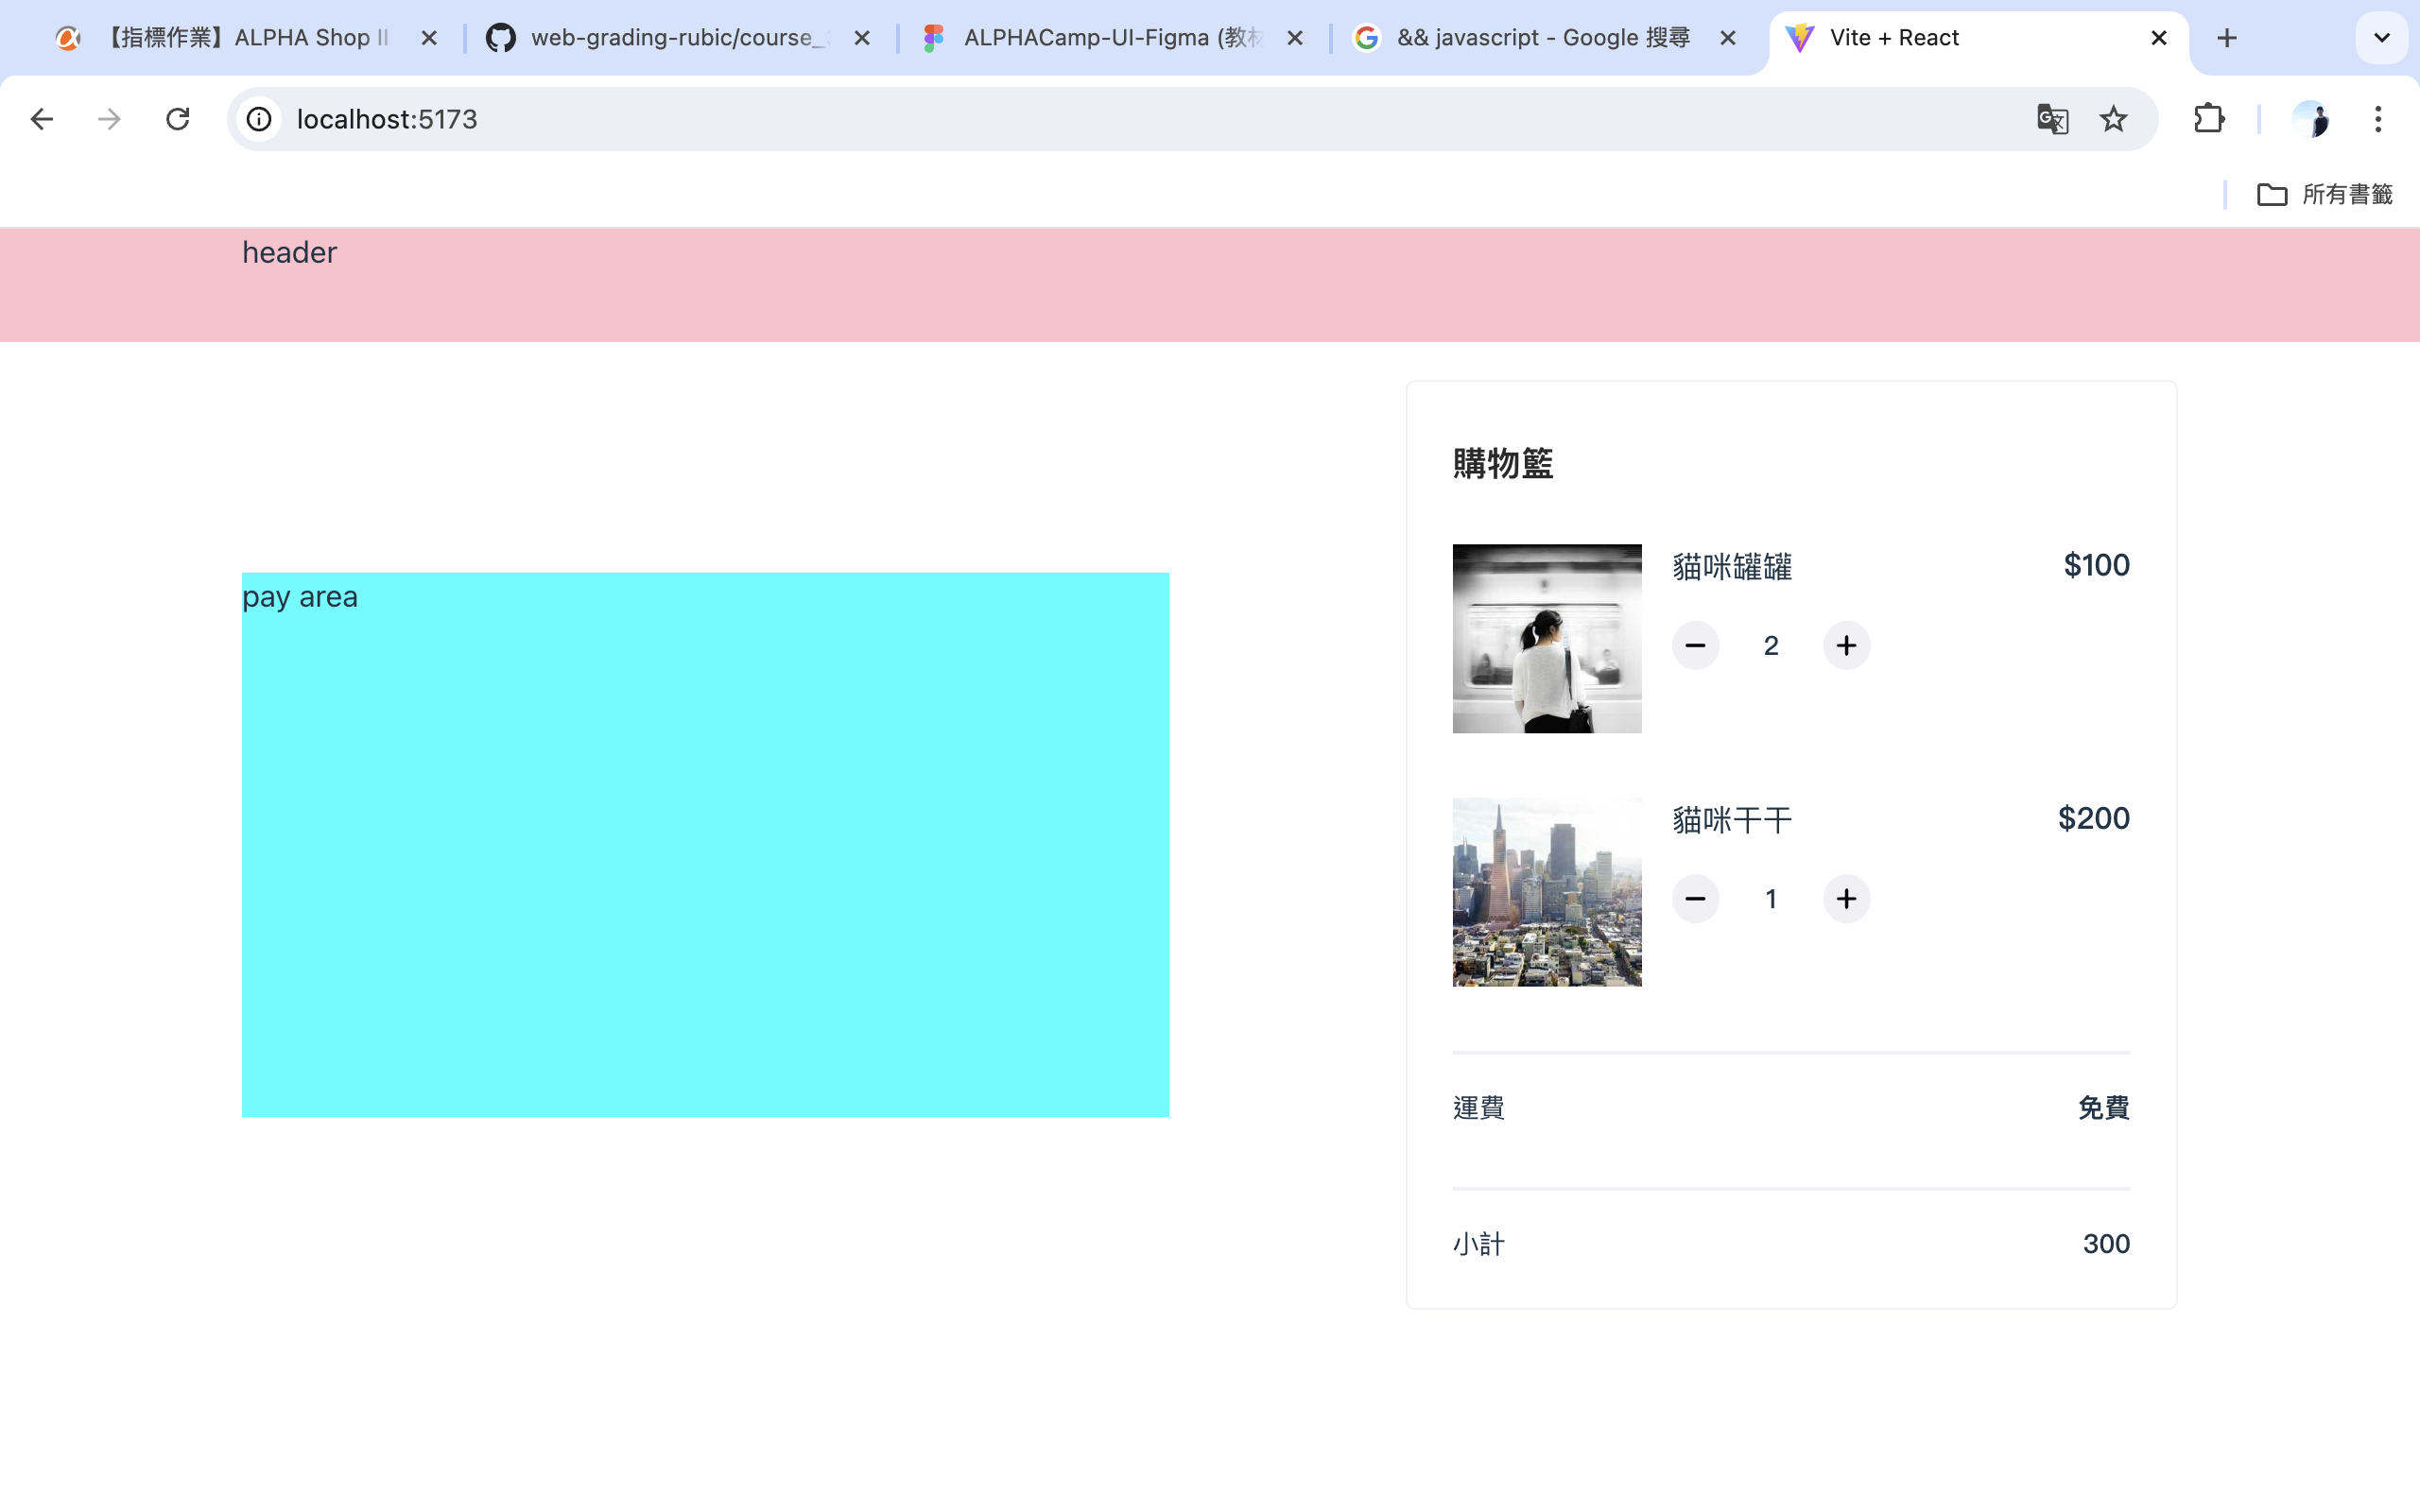 【指標作業】ALPHA Shop II
web-grading-rubic/course_
ALPHACamp-UI-Figma (教材
&& javascript - Google 搜尋
Vite + React
localhost:5173
所有書籤
header
購物籃
貓咪罐罐
$100
2
pay area
貓咪干干
$200
1
運費
免費
小計
300